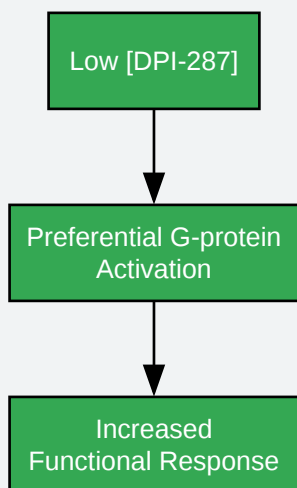 Low [DPI-287]
Preferential G-protein
Activation
Increased
Functional Response